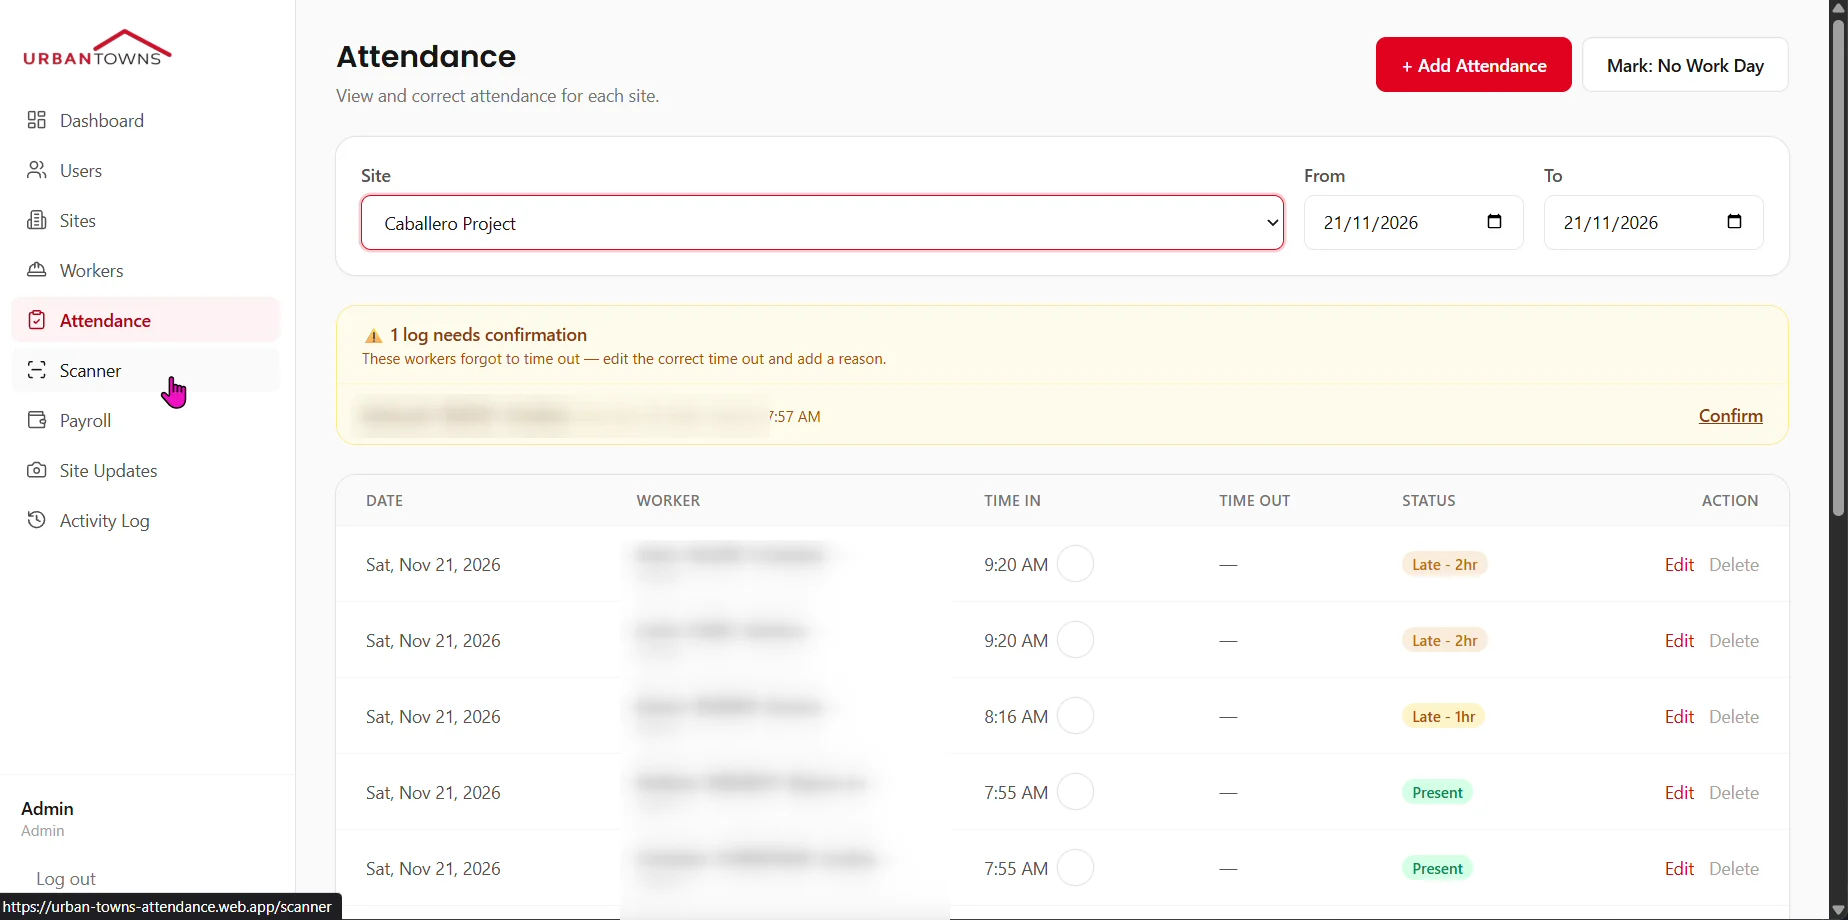 URBANTOWNS
Dashboard
Users
Sites
Workers
Attendance
Scanner
Payroll
Site Updates
Activity Log
Admin
Admin
Log out
https://urban-towns-attendance.web.app/scanner
Attendance
View and correct attendance for each site.
+ Add Attendance
Mark: No Work Day
Site
From
To
Caballero Project
21/11/2026
21/11/2026
1 log needs confirmation
These workers forgot to time out — edit the correct time out and add a reason.
7:57 AM
Confirm
DATE WORKER TIME IN TIME OUT STATUS ACTION
Sat, Nov 21, 2026 9:20 AM — Late - 2hr Edit Delete
Sat, Nov 21, 2026 9:20 AM — Late - 2hr Edit Delete
Sat, Nov 21, 2026 8:16 AM — Late - 1hr Edit Delete
Sat, Nov 21, 2026 7:55 AM — Present Edit Delete
Sat, Nov 21, 2026 7:55 AM — Present Edit Delete